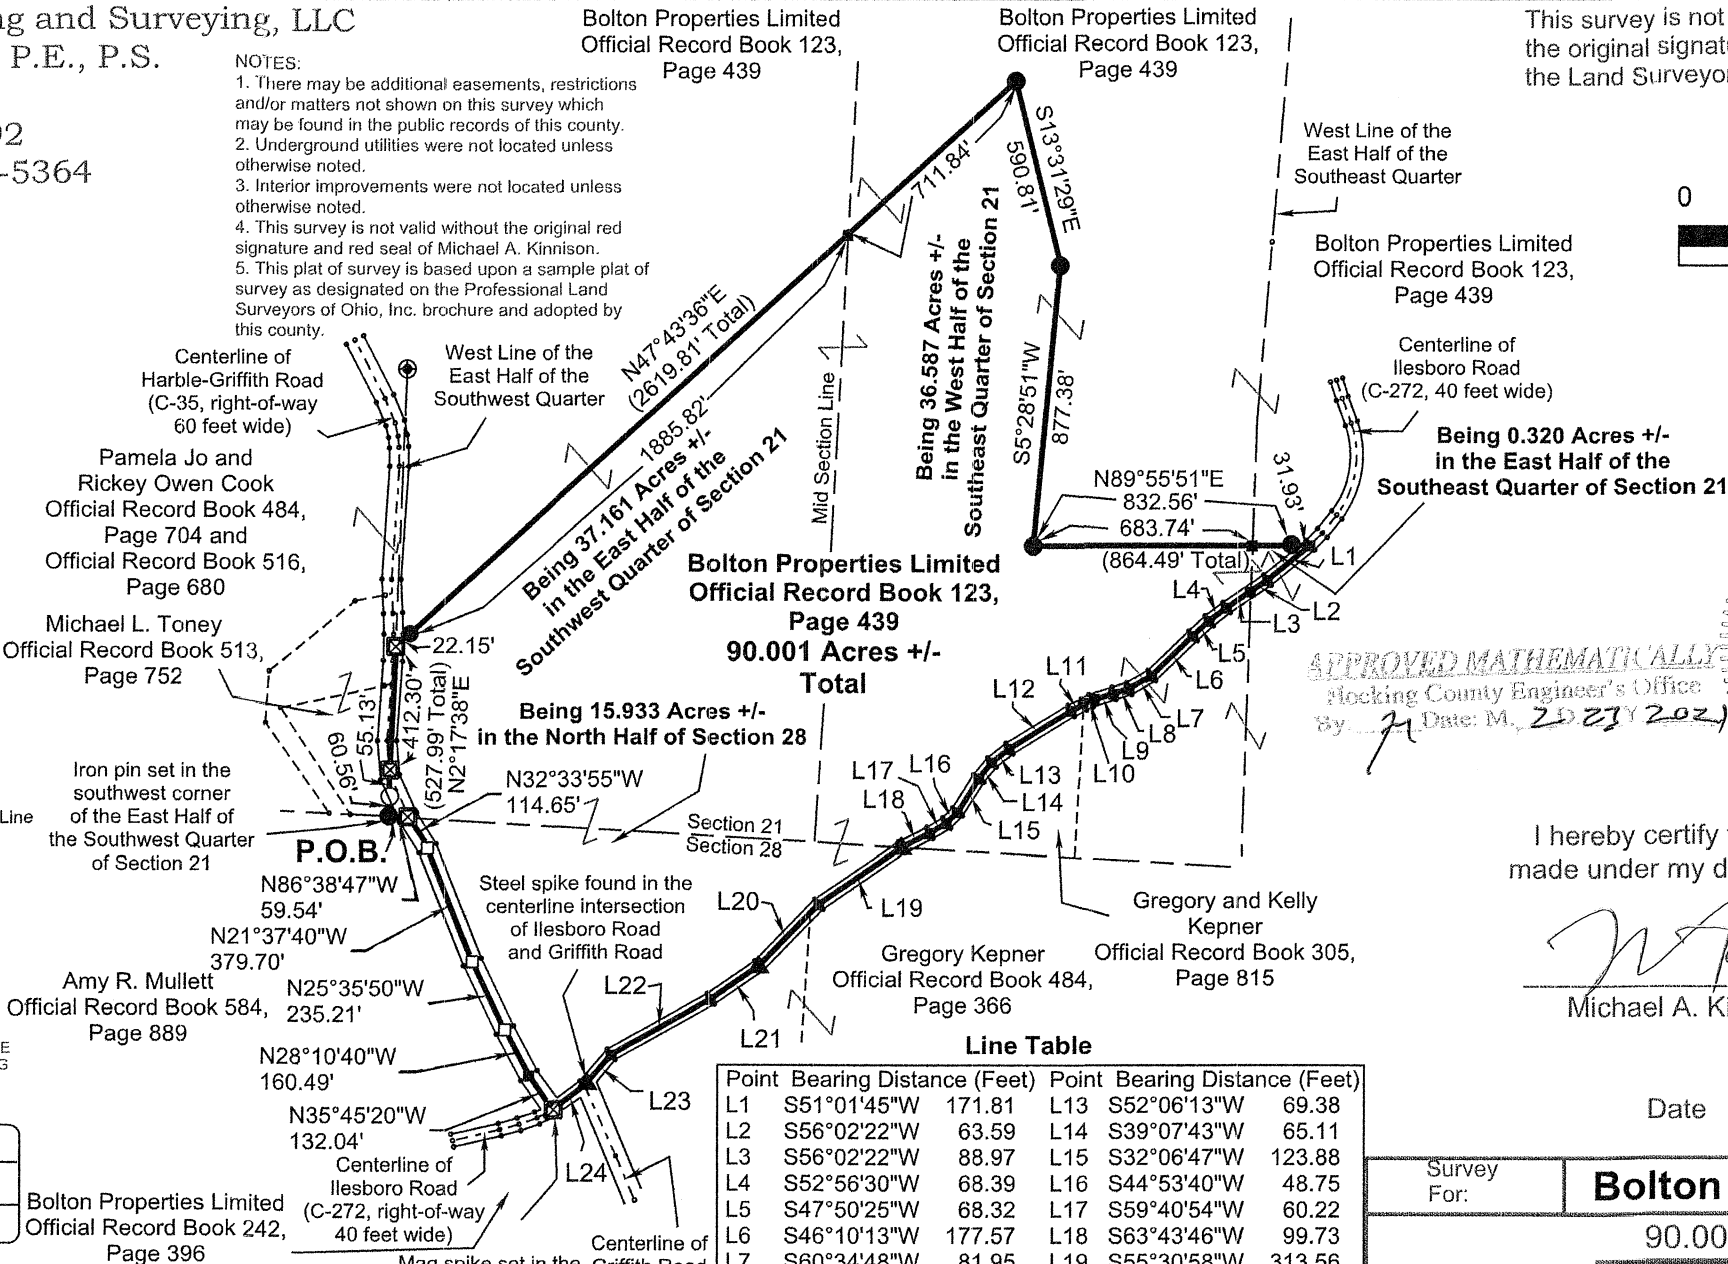 ng and Surveying, LLC
P.E., P.S.
92
-5364
NOTES:
1. There may be additional easements, restrictions
and/or matters not shown on this survey which
may be found in the public records of this county.
2. Underground utilities were not located unless
otherwise noted.
3. Interior improvements were not located unless
otherwise noted.
4. This survey is not valid without the original red
signature and red seal of Michael A. Kinnison.
5. This plat of survey is based upon a sample plat of
survey as designated on the Professional Land
Surveyors of Ohio, Inc. brochure and adopted by
this county.
Bolton Properties Limited
Official Record Book 123,
Page 439
Bolton Properties Limited
Official Record Book 123,
Page 439
This survey is not
the original signatu
the Land Surveyor
West Line of the
East Half of the
Southeast Quarter
0
Bolton Properties Limited
Official Record Book 123,
Page 439
S13°31'29"E
590.81'
711.84'
N47°43'36"E
(2619.81' Total)
1885.82'
Being 37.161 Acres +/-
in the East Half of the
Southwest Quarter of Section 21
Mid Section Line
Being 36.587 Acres +/-
in the West Half of the
Southeast Quarter of Section 21
S5°28'51"W
877.38'
Centerline of
Harble-Griffith Road
(C-35, right-of-way
60 feet wide)
West Line of the
East Half of the
Southwest Quarter
Centerline of
Ilesboro Road
(C-272, 40 feet wide)
Being 0.320 Acres +/-
in the East Half of the
Southeast Quarter of Section 21
N89°55'51"E
832.56'
683.74'
(864.49' Total)
31.93'
Pamela Jo and
Rickey Owen Cook
Official Record Book 484,
Page 704 and
Official Record Book 516,
Page 680
Bolton Properties Limited
Official Record Book 123,
Page 439
90.001 Acres +/-
Total
L1
L2
L3
L4
L5
L6
L7
L8
L9
L10
L11
L12
L13
L14
L15
L16
L17
L18
L19
L20
L21
L22
L23
L24
Michael L. Toney
Official Record Book 513,
Page 752
22.15'
412.30'
(527.99' Total)
N2°17'38"E
55.13'
60.56'
Being 15.933 Acres +/-
in the North Half of Section 28
APPROVED MATHEMATICALLY
Hocking County Engineer's Office
By: Date: M. 2 D 23 Y 2021
Iron pin set in the
southwest corner
of the East Half of
the Southwest Quarter
of Section 21
Line
N32°33'55"W
114.65'
Section 21
Section 28
P.O.B.
N86°38'47"W
59.54'
N21°37'40"W
379.70'
Steel spike found in the
centerline intersection
of Ilesboro Road
and Griffith Road
I hereby certify
made under my d
Michael A. Ki
Date
Gregory Kepner
Official Record Book 484,
Page 366
Gregory and Kelly
Kepner
Official Record Book 305,
Page 815
Amy R. Mullett
Official Record Book 584,
Page 889
E
G
N25°35'50"W
235.21'
N28°10'40"W
160.49'
N35°45'20"W
132.04'
Centerline of
Ilesboro Road
(C-272, right-of-way
40 feet wide)
Bolton Properties Limited
Official Record Book 242,
Page 396
Mag spike set in the
Centerline of
Griffith Road
Line Table
Point Bearing Distance (Feet) Point Bearing Distance (Feet)
L1 S51°01'45"W 171.81 L13 S52°06'13"W 69.38
L2 S56°02'22"W 63.59 L14 S39°07'43"W 65.11
L3 S56°02'22"W 88.97 L15 S32°06'47"W 123.88
L4 S52°56'30"W 68.39 L16 S44°53'40"W 48.75
L5 S47°50'25"W 68.32 L17 S59°40'54"W 60.22
L6 S46°10'13"W 177.57 L18 S63°43'46"W 99.73
L7 S60°34'48"W 81.95 L19 S55°30'58"W 313.56
Survey
For:
Bolton
90.00